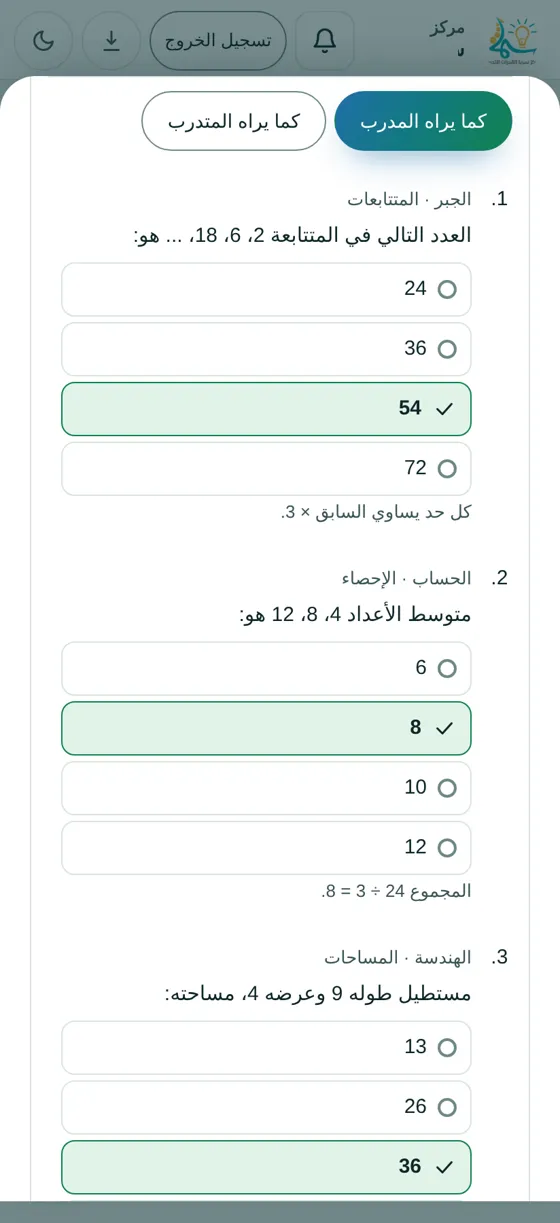 مركز
تسجيل الخروج
كما يراه المدرب
كما يراه المتدرب
1.
الجبر · المتتابعات
العدد التالي في المتتابعة 2، 6، 18، ... هو:
24
36
54
72
كل حد يساوي السابق × 3.
2.
الحساب · الإحصاء
متوسط الأعداد 4، 8، 12 هو:
6
8
10
12
المجموع 24 ÷ 3 = 8.
3.
الهندسة · المساحات
مستطيل طوله 9 وعرضه 4، مساحته:
13
26
36